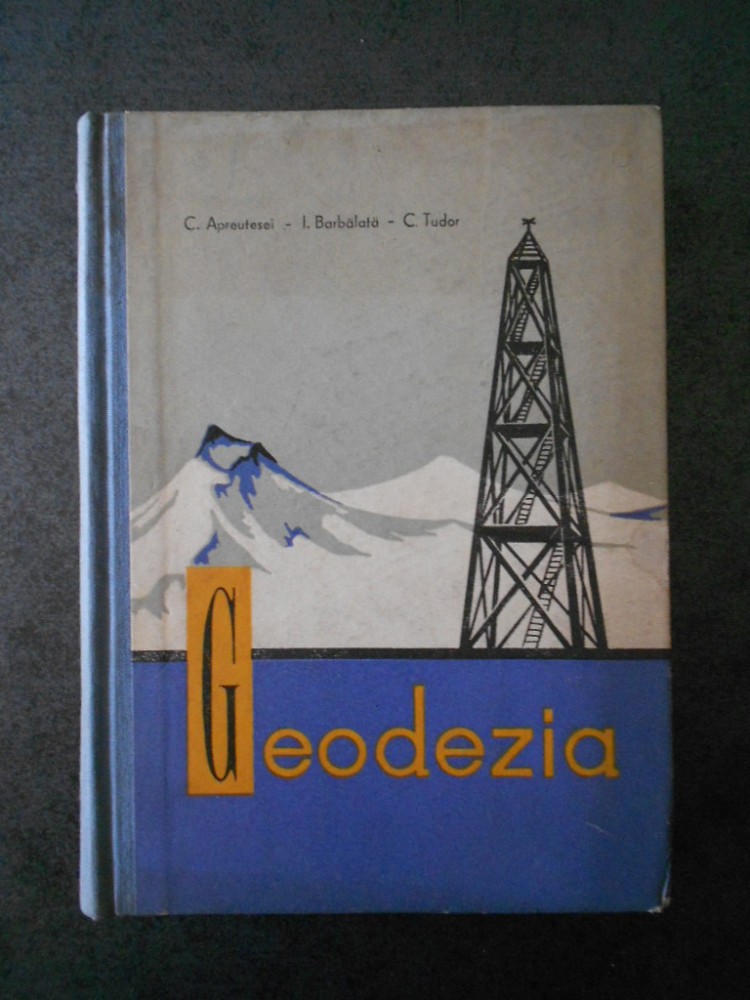 C. Apreutesei - I. Barbălată - C. Tudor
Geodezia